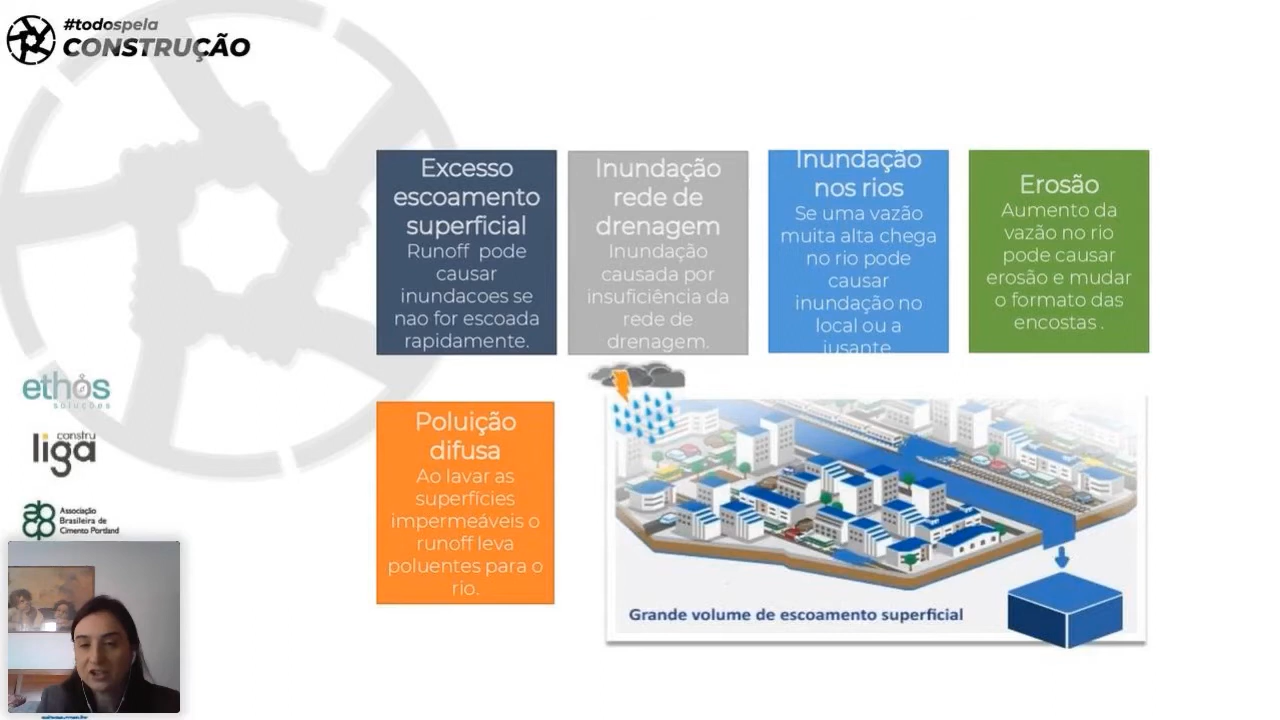 #todospela
CONSTRUÇÃO
Excesso
escoamento
superficial
Runoff pode
causar
inundacoes se
nao for escoada
rapidamente.
Inundação
rede de
drenagem
Inundação
causada por
insuficiência da
rede de
drenagem.
Inundação
nos rios
Se uma vazão
muita alta chega
no rio pode
causar
inundação no
local ou a
jusante
Erosão
Aumento da
vazão no rio
pode causar
erosão e mudar
o formato das
encostas .
Poluição
difusa
Ao lavar as
superfícies
impermeáveis o
runoff leva
poluentes para o
rio.
Grande volume de escoamento superficial
ethos
soluções
constru
liga
abcp
Associação
Brasileira de
Cimento Portland